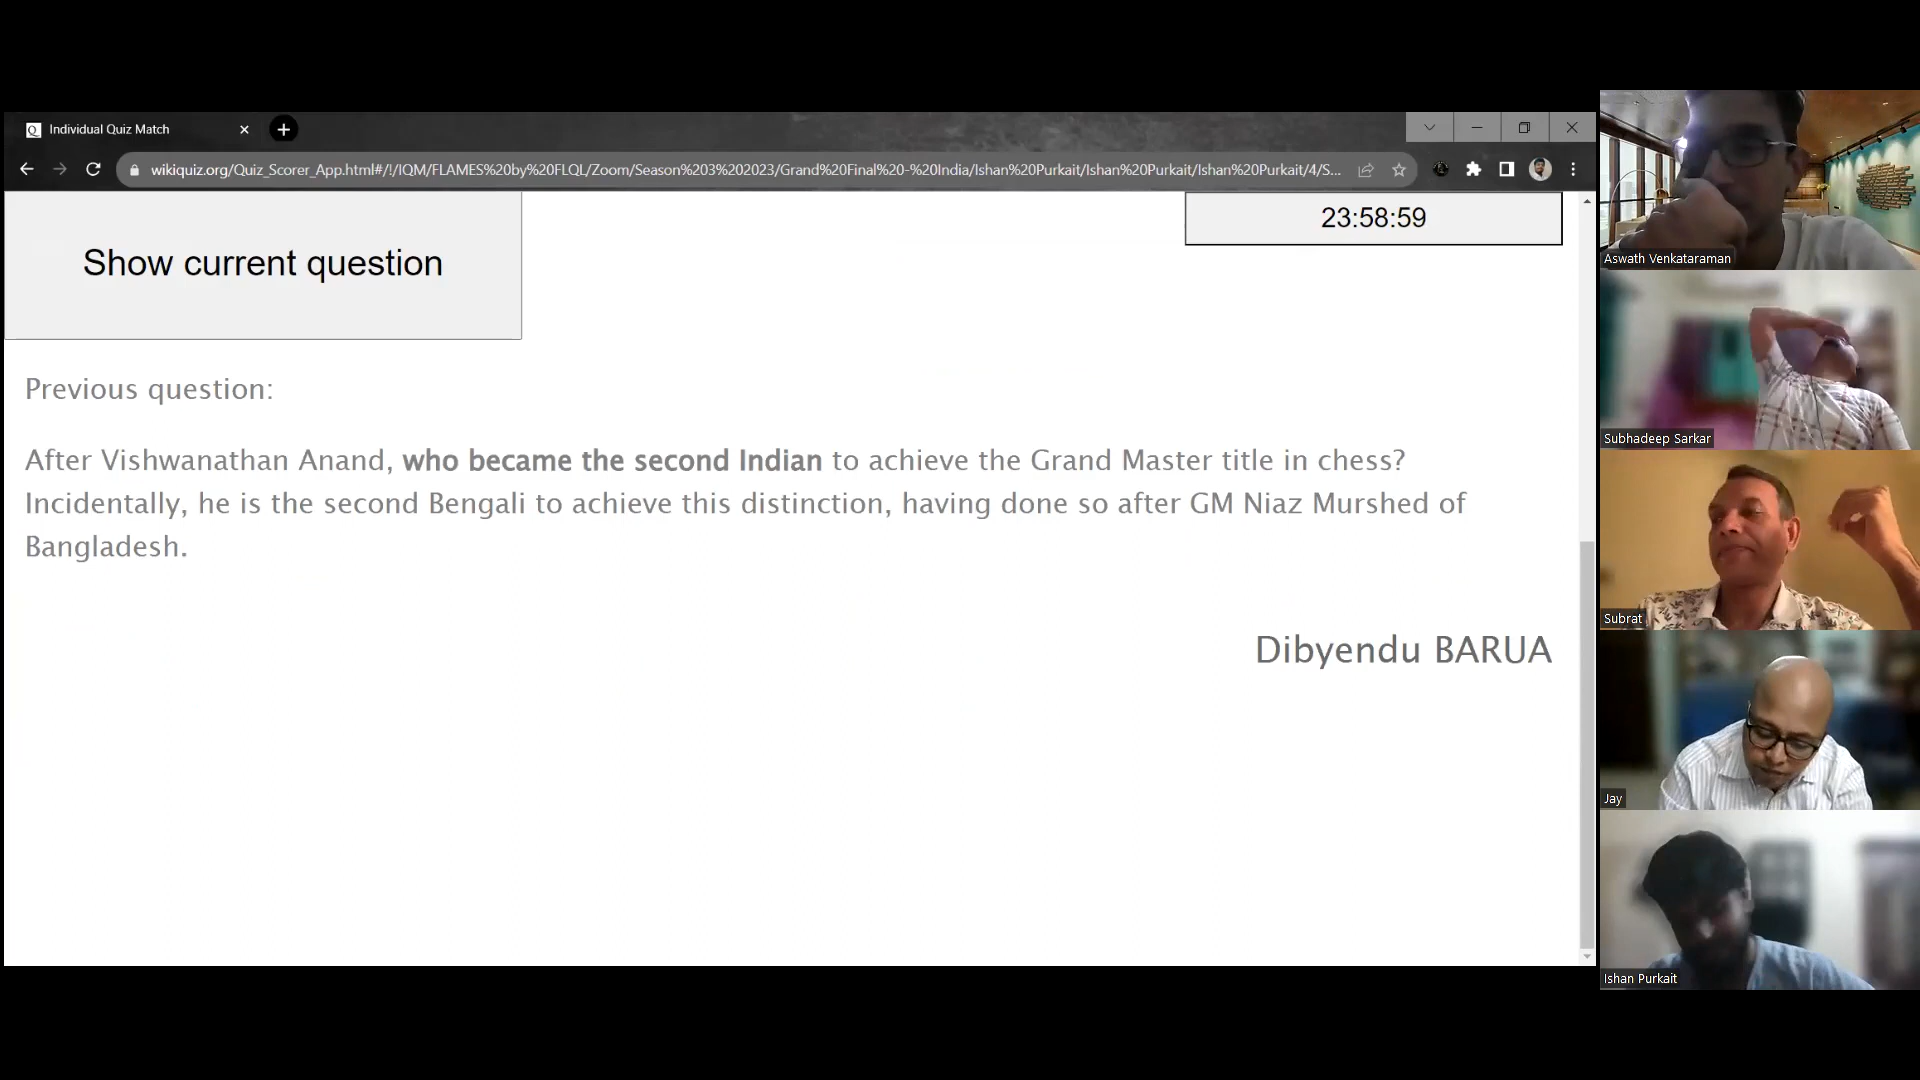 Individual Quiz Match
wikiquiz.org/Quiz_Scorer_App.html#/!/IQM/FLAMES%20by%20FLQL/Zoom/Season%203%202023/Grand%20Final%20-%20India/Ishan%20Purkait/Ishan%20Purkait/Ishan%20Purkait/4/S...
Show current question
23:58:59
Previous question:
After Vishwanathan Anand, who became the second Indian to achieve the Grand Master title in chess?
Incidentally, he is the second Bengali to achieve this distinction, having done so after GM Niaz Murshed of
Bangladesh.
Dibyendu BARUA
Aswath Venkataraman
Subhadeep Sarkar
Subrat
Jay
Ishan Purkait